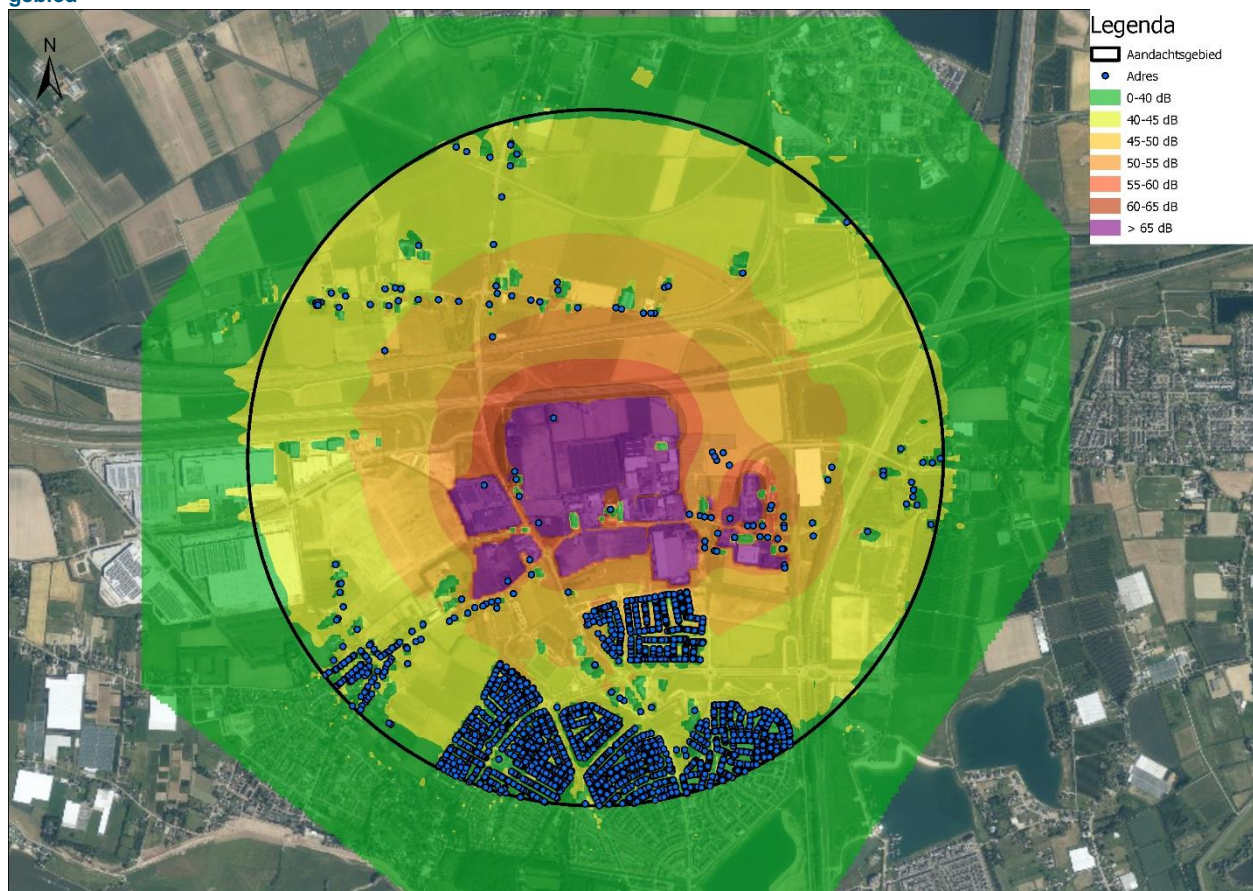 gebied
N
Legenda
Aandachtsgebied
Adres
0-40 dB
40-45 dB
45-50 dB
50-55 dB
55-60 dB
60-65 dB
> 65 dB